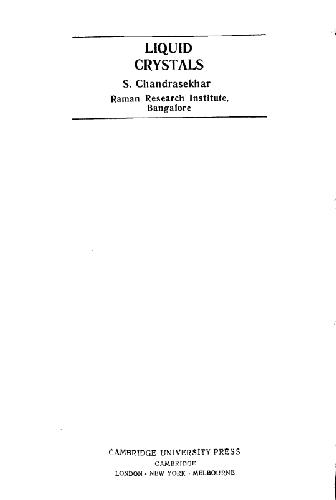 LIQUID
CRYSTALS
S. Chandrasekhar
Raman Research Institute,
Bangalore
CAMBRIDGE UNIVERSITY PRESS
CAMBRIDGE
LONDON · NEW YORK · MELBOURNE